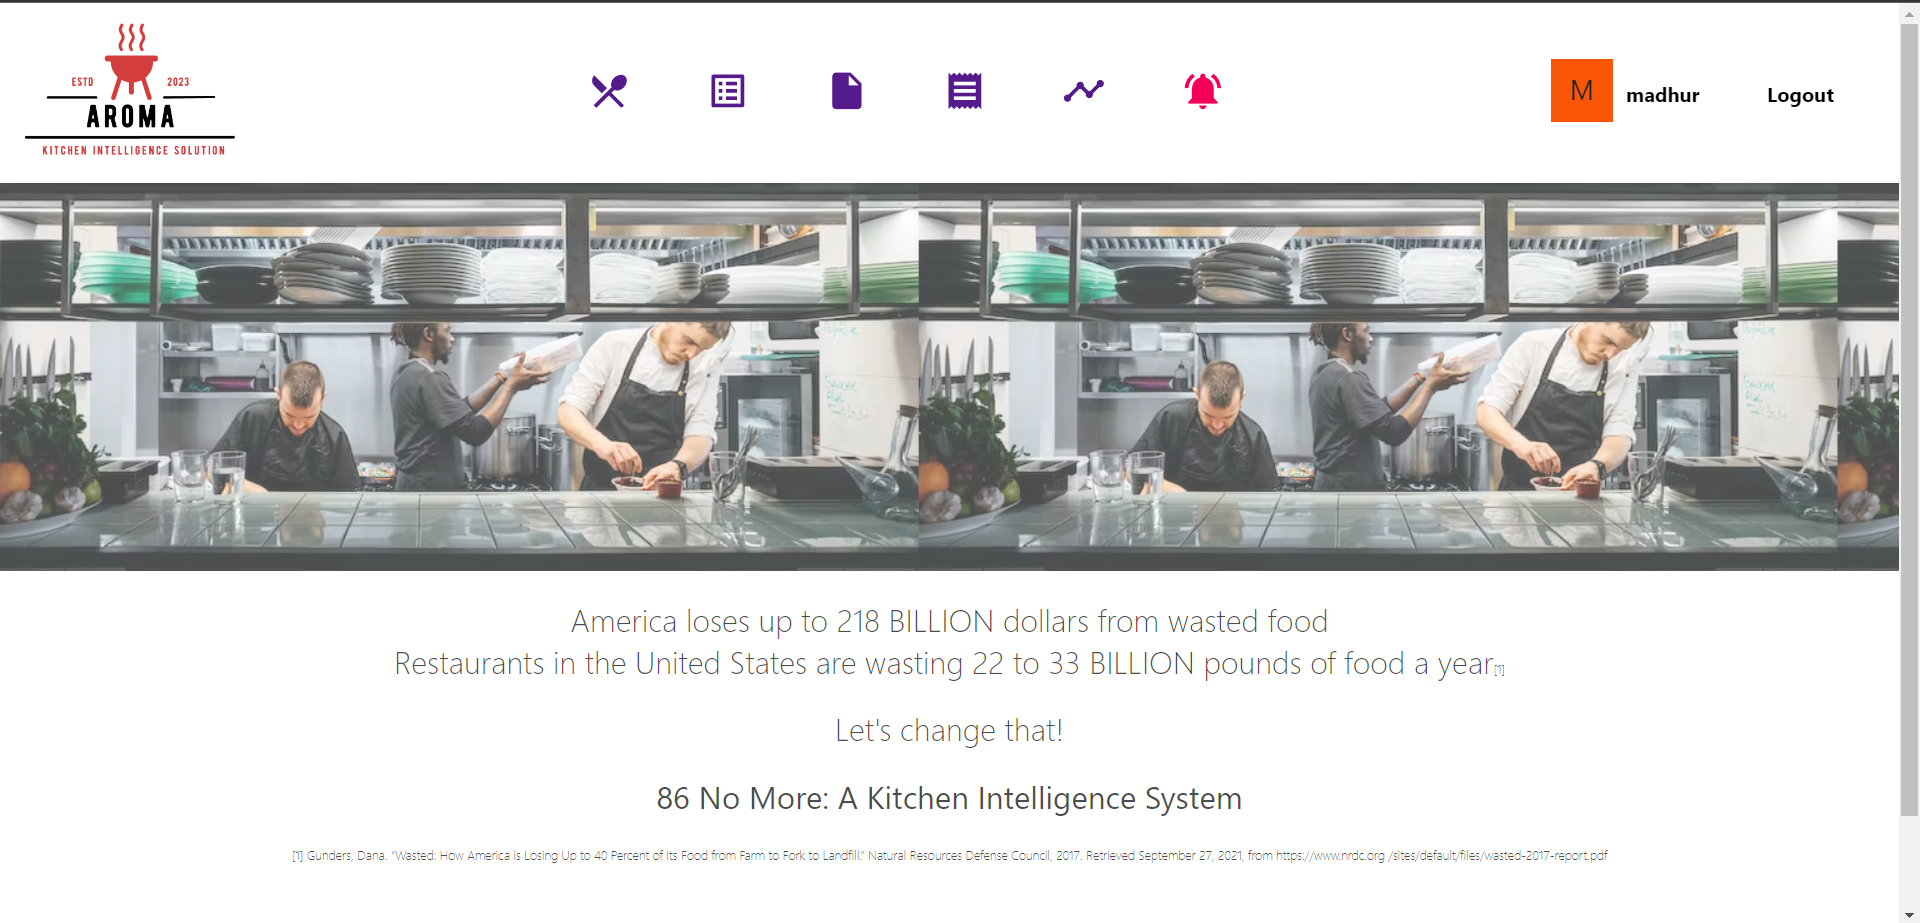 ESTD 2023
AROMA
KITCHEN INTELLIGENCE SOLUTION
M madhur Logout
America loses up to 218 BILLION dollars from wasted food
Restaurants in the United States are wasting 22 to 33 BILLION pounds of food a year[1]
Let's change that!
86 No More: A Kitchen Intelligence System
[1] Gunders, Dana. “Wasted: How America is Losing Up to 40 Percent of Its Food from Farm to Fork to Landfill.” Natural Resources Defense Council, 2017. Retrieved September 27, 2021, from https://www.nrdc.org /sites/default/files/wasted-2017-report.pdf